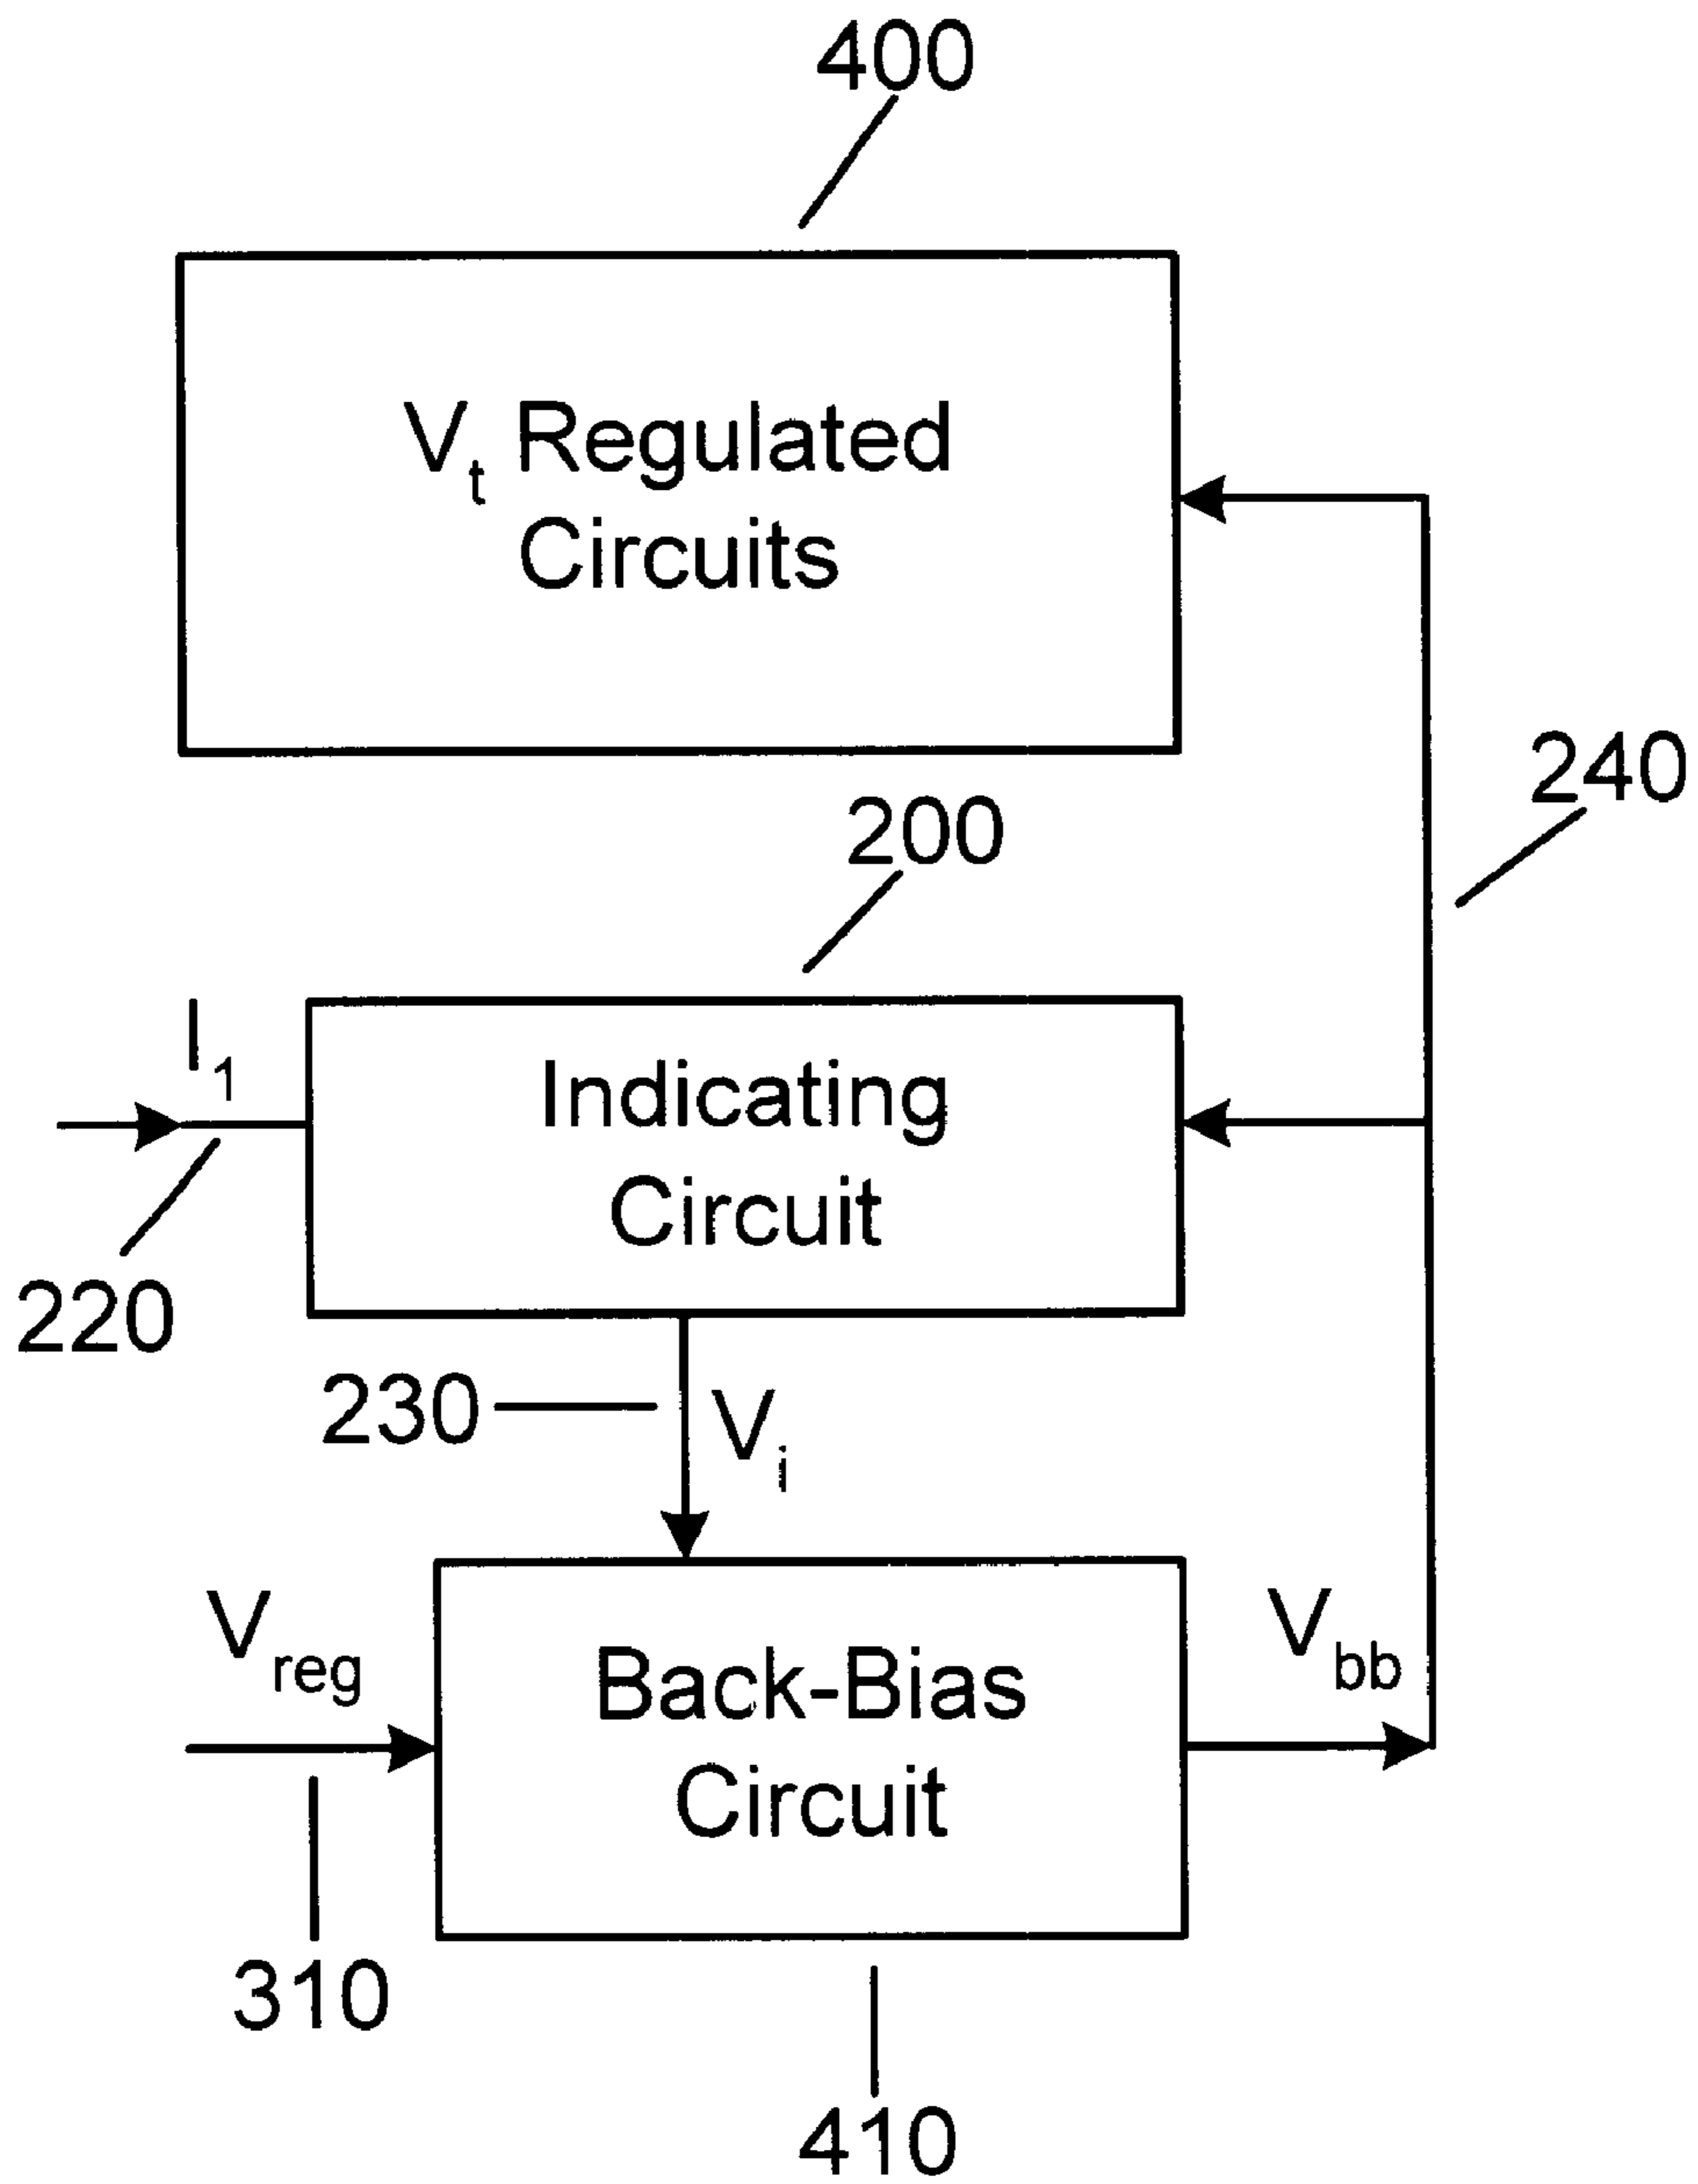 400
Vt Regulated
Circuits
240
200
I1
Indicating
Circuit
220
230
Vi
Vreg
Back-Bias
Circuit
Vbb
310
410